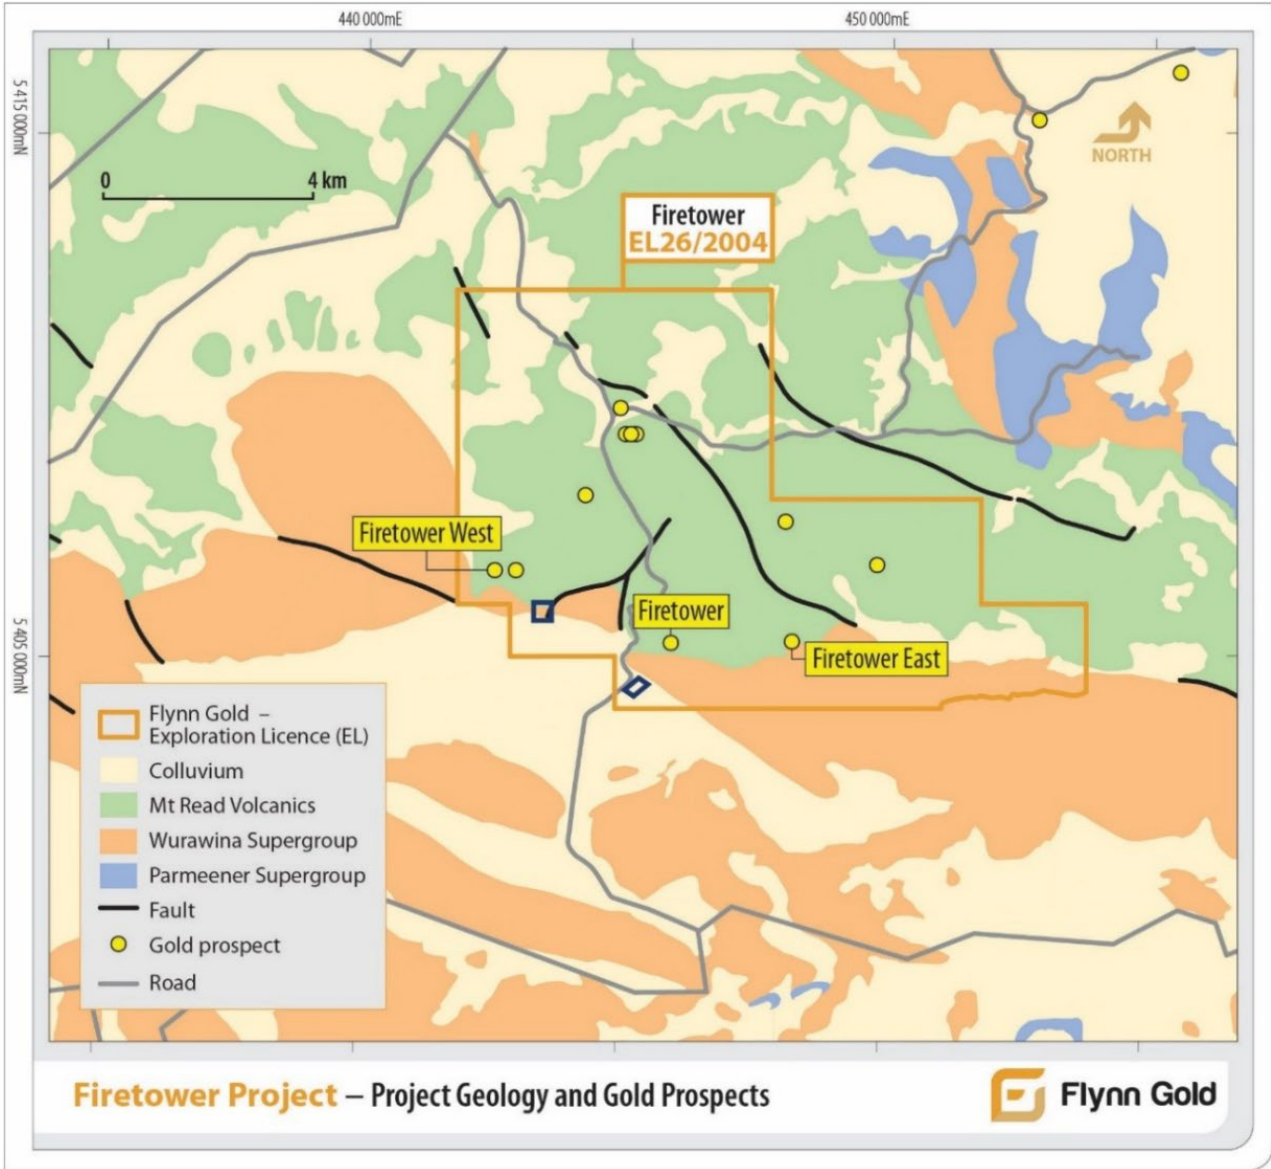 440 000mE
450 000mE
5 415 000mN
0
4 km
NORTH
Firetower
EL26/2004
Firetower West
Firetower
5 405 000mN
Firetower East
Flynn Gold –
Exploration Licence (EL)
Colluvium
Mt Read Volcanics
Wurawina Supergroup
Parmeener Supergroup
Fault
Gold prospect
Road
Firetower Project – Project Geology and Gold Prospects
Flynn Gold